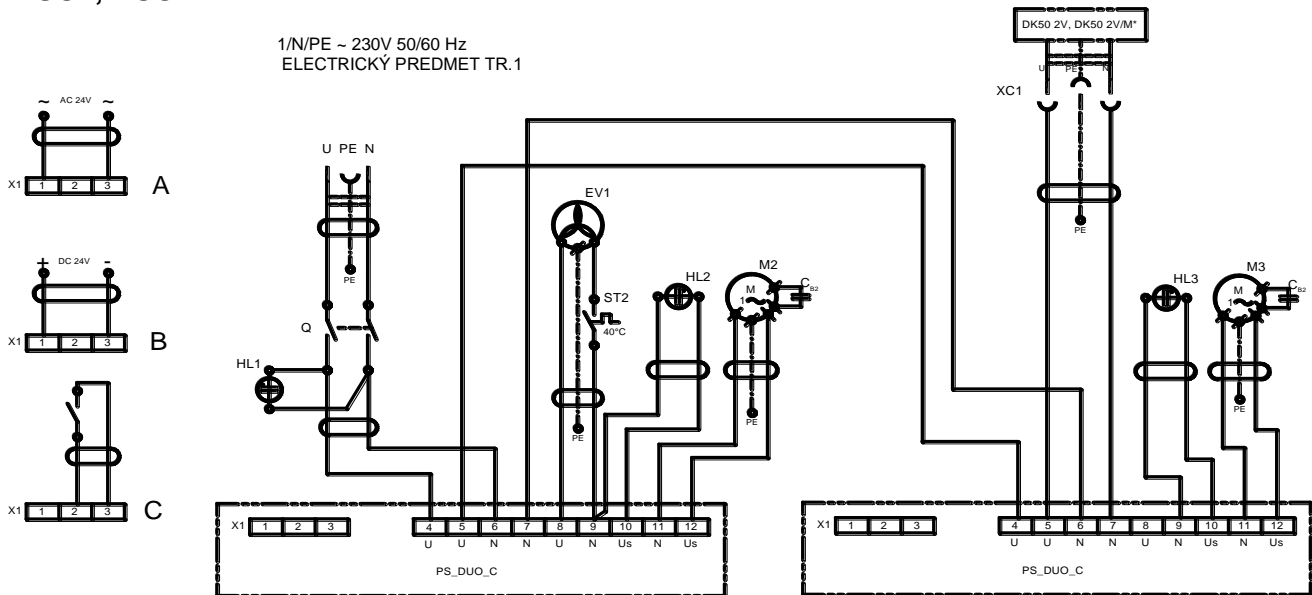 1/N/PE ~ 230V 50/60 Hz
ELECTRICKÝ PREDMET TR.1
DK50 2V, DK50 2V/M*
U PE N
XC1
PE
~ AC 24V ~
X1 1 2 3 A
+ DC 24V -
X1 1 2 3 B
X1 1 2 3 C
U PE N
PE
Q
HL1
EV1
ST2
40°C
PE
HL2
M2
M
1~
CB2
PE
HL3
M3
M
1~
CB2
PE
X1 1 2 3 4 5 6 7 8 9 10 11 12
U U N N U N Us N Us
PS_DUO_C
X1 1 2 3 4 5 6 7 8 9 10 11 12
U U N N U N Us N Us
PS_DUO_C